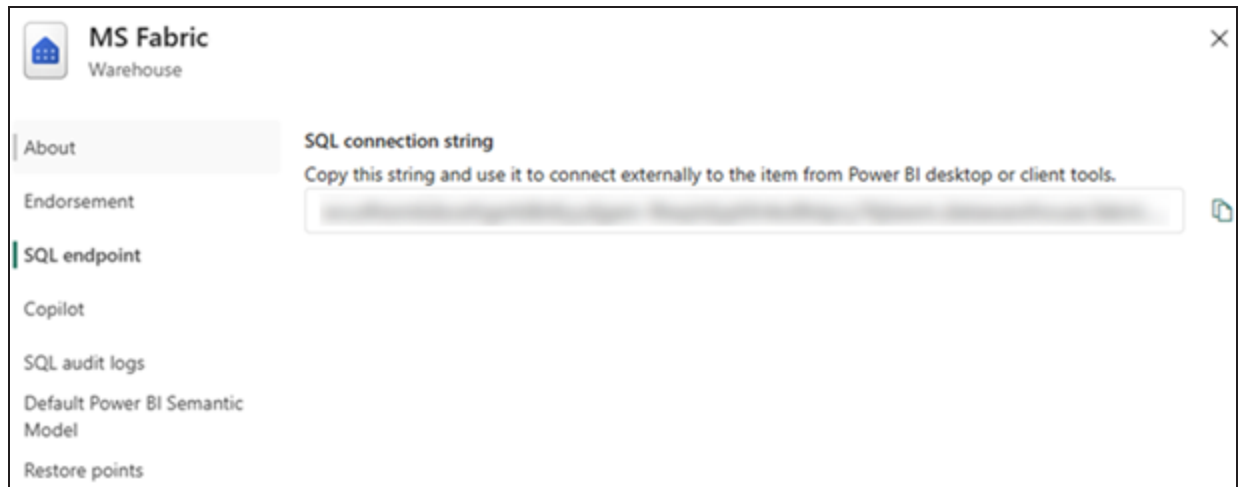 MS Fabric
Warehouse
About
Endorsement
SQL endpoint
Copilot
SQL audit logs
Default Power BI Semantic
Model
Restore points
SQL connection string
Copy this string and use it to connect externally to the item from Power BI desktop or client tools.